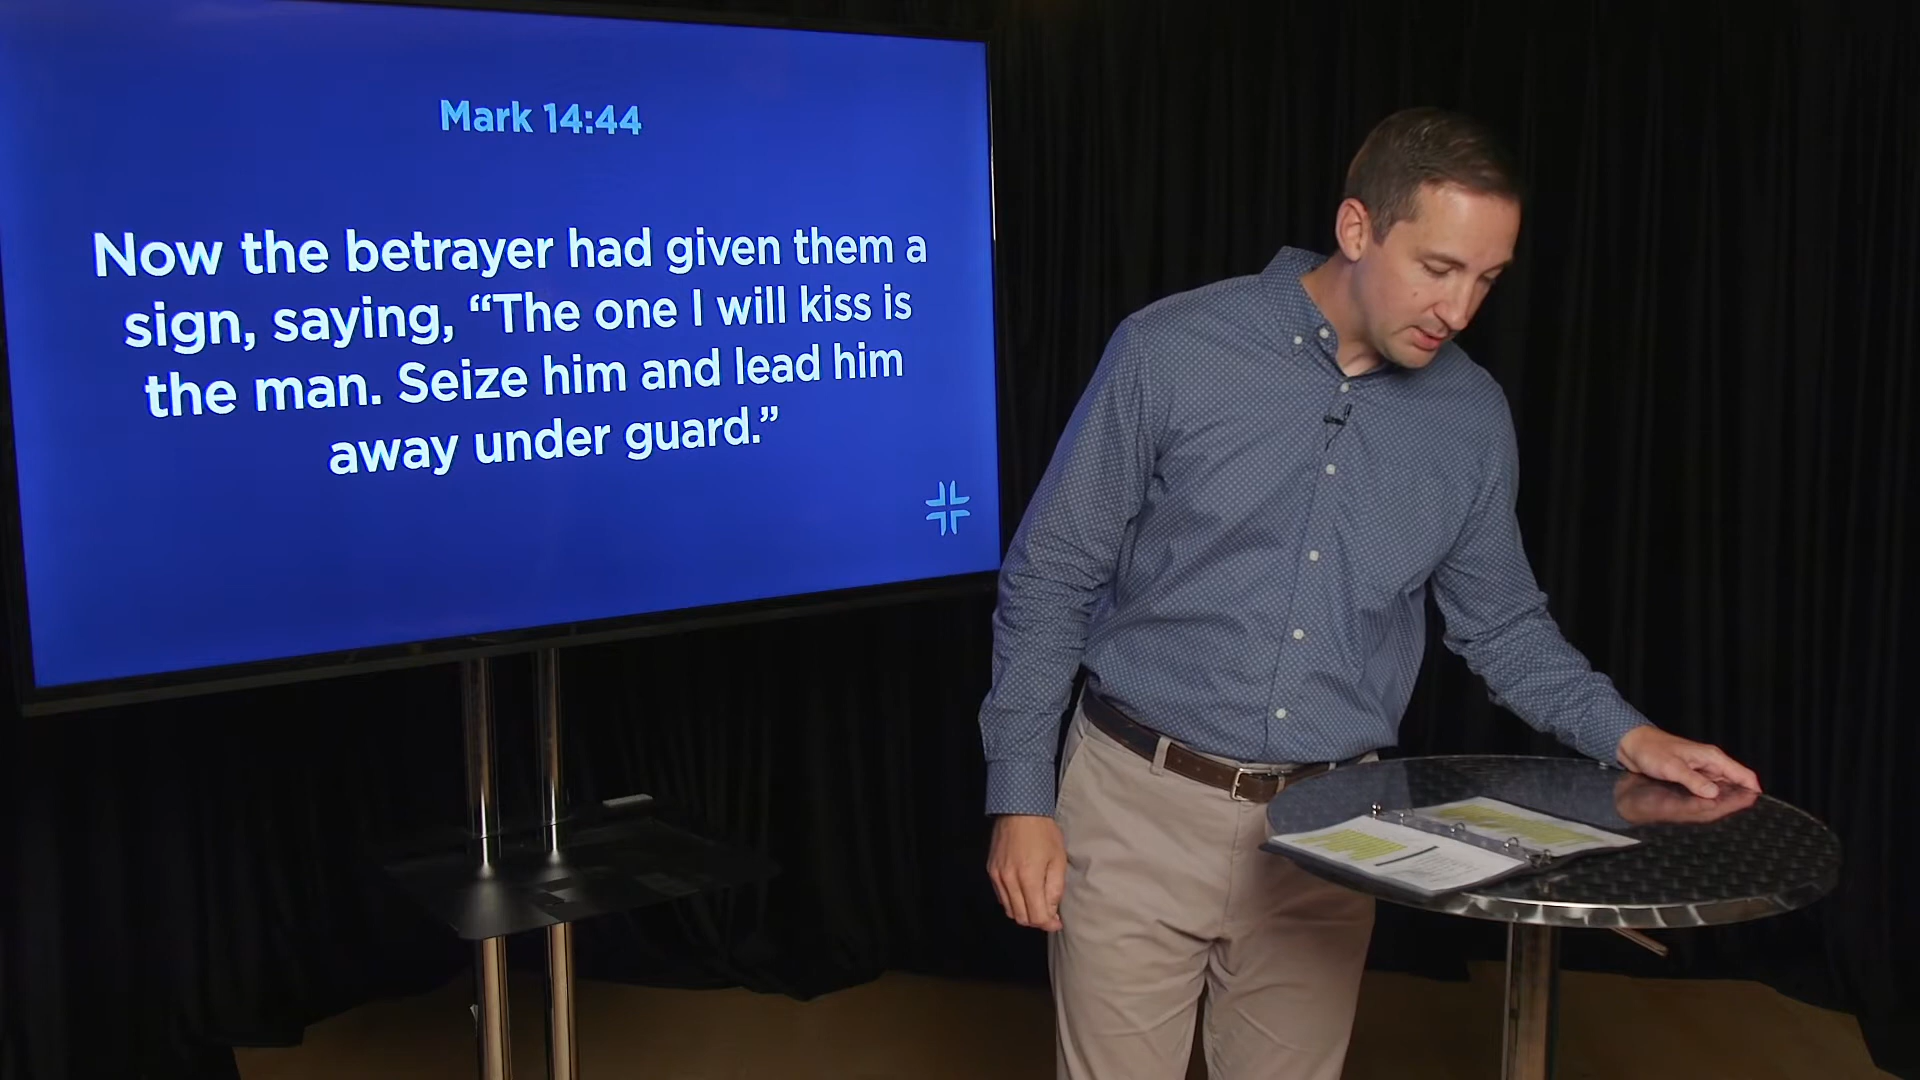 Mark 14:44
Now the betrayer had given them a
sign, saying, “The one I will kiss is
the man. Seize him and lead him
away under guard.”